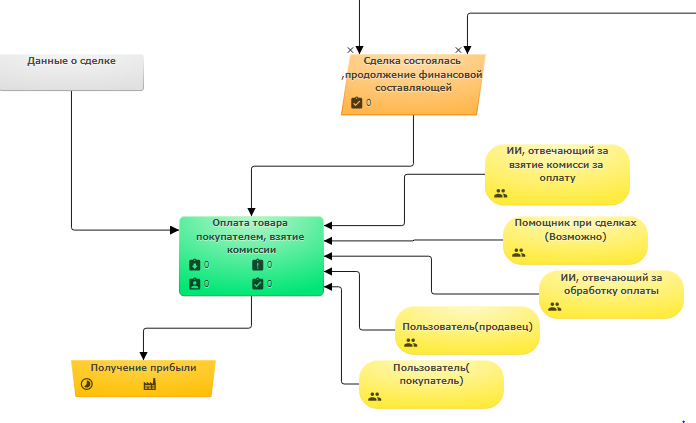 Данные о сделке
Сделка состоялась
,продолжение финансовой
составляющей
0
ИИ, отвечающий за
взятие комисси за
оплату
Оплата товара
покупателем, взятие
комиссии
0 0
0 0
Помощник при сделках
(Возможно)
ИИ, отвечающий за
обработку оплаты
Пользователь(продавец)
Получение прибыли
Пользователь(
покупатель)